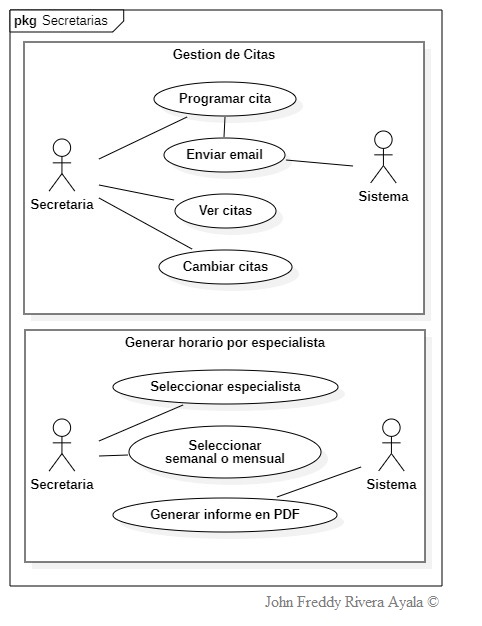 pkg Secretarias
Gestion de Citas
Programar cita
Enviar email
Secretaria
Sistema
Ver citas
Cambiar citas
Generar horario por especialista
Seleccionar especialista
Seleccionar
semanal o mensual
Secretaria
Sistema
Generar informe en PDF
John Freddy Rivera Ayala ©